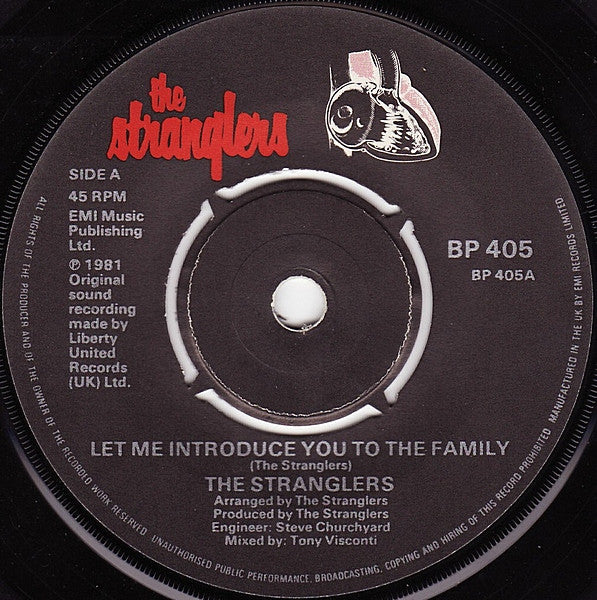 the
stranglers
SIDE A
45 RPM
EMI Music
Publishing
Ltd.
℗ 1981
Original
sound
recording
made by
Liberty
United
Records
(UK) Ltd.
BP 405
BP 405A
LET ME INTRODUCE YOU TO THE FAMILY
(The Stranglers)
THE STRANGLERS
Arranged by The Stranglers
Produced by The Stranglers
Engineer: Steve Churchyard
Mixed by: Tony Visconti
ALL RIGHTS OF THE PRODUCER AND OF THE OWNER OF THE RECORDED WORK RESERVED. UNAUTHORISED PUBLIC PERFORMANCE, BROADCASTING, COPYING AND HIRING OF THIS RECORD PROHIBITED. MANUFACTURED IN THE UK BY EMI RECORDS LIMITED